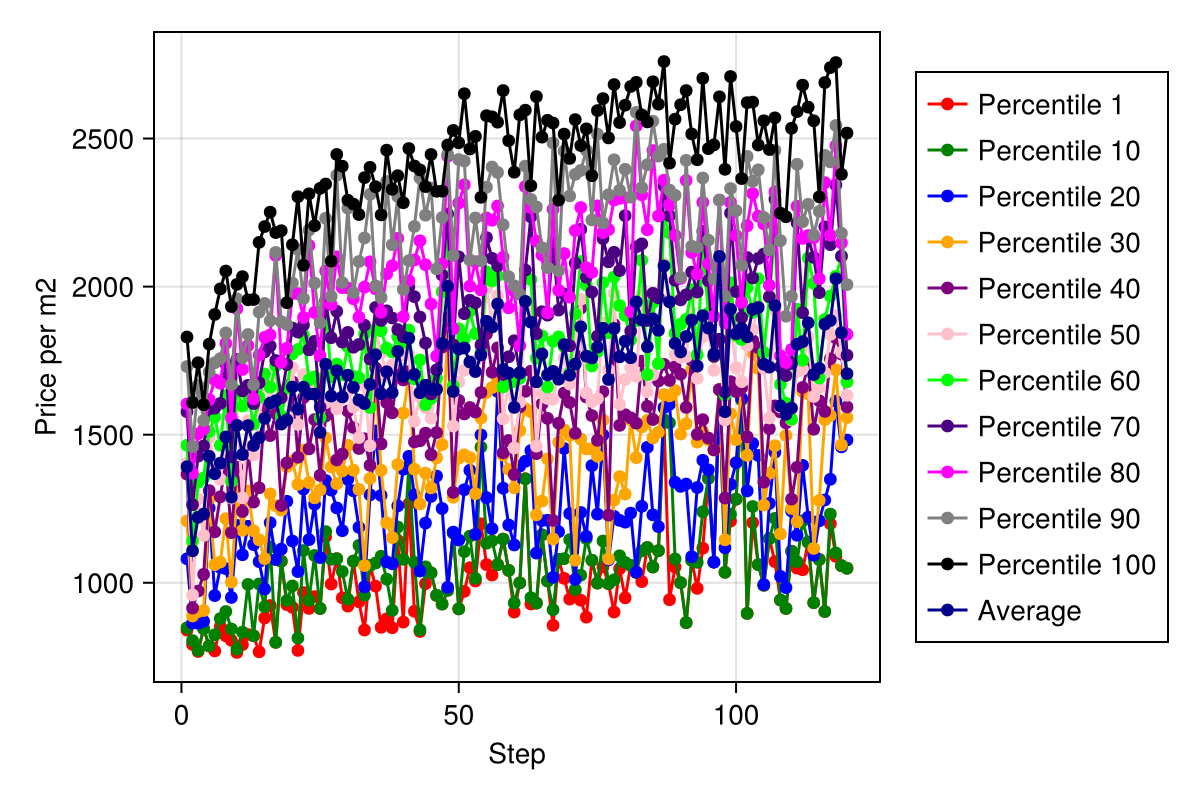 2500
2000
1500
1000
Price per m2
0
50
100
Step
Percentile 1
Percentile 10
Percentile 20
Percentile 30
Percentile 40
Percentile 50
Percentile 60
Percentile 70
Percentile 80
Percentile 90
Percentile 100
Average